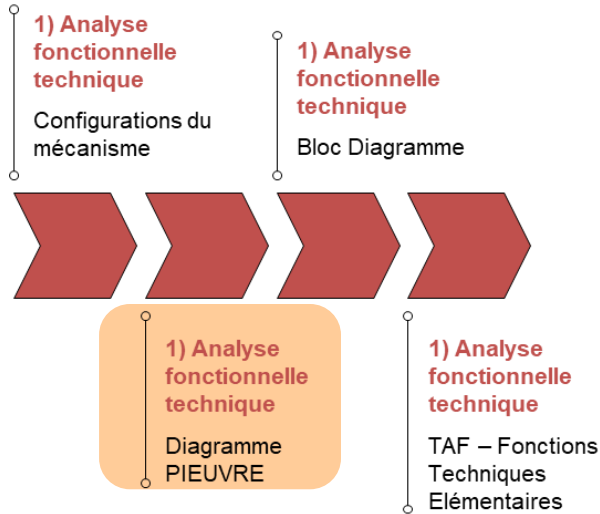 1) Analyse
fonctionnelle
technique
Configurations du
mécanisme
1) Analyse
fonctionnelle
technique
Bloc Diagramme
1) Analyse
fonctionnelle
technique
Diagramme
PIEUVRE
1) Analyse
fonctionnelle
technique
TAF – Fonctions
Techniques
Elémentaires